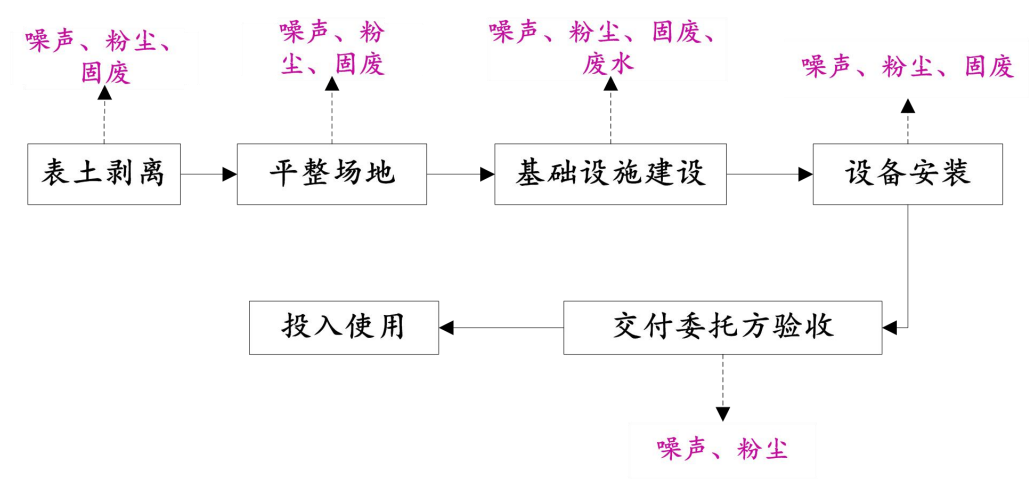 噪声、粉尘、
固废
噪声、粉
尘、固废
噪声、粉尘、固废、
废水
噪声、粉尘、固废
表土剥离
平整场地
基础设施建设
设备安装
投入使用
交付委托方验收
噪声、粉尘